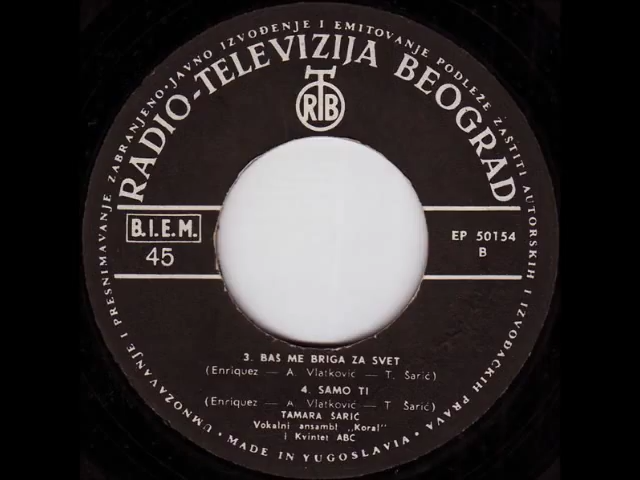 UMNOŽAVANJE I PRESNIMAVANJE ZABRANJENO · JAVNO IZVOĐENJE I EMITOVANJE PODLEŽE ZAŠTITI AUTORSKIH I IZVOĐAČKIH PRAVA
RADIO-TELEVIZIJA BEOGRAD
RTB
B.I.E.M.
45
EP 50154
B
3. BAŠ ME BRIGA ZA SVET
(Enriquez — A. Vlatković — T. Šarić)
4. SAMO TI
(Enriquez — A. Vlatković — T. Šarić)
TAMARA ŠARIĆ
Vokalni ansambl „Koral"
i Kvintet ABC
· MADE IN YUGOSLAVIA ·